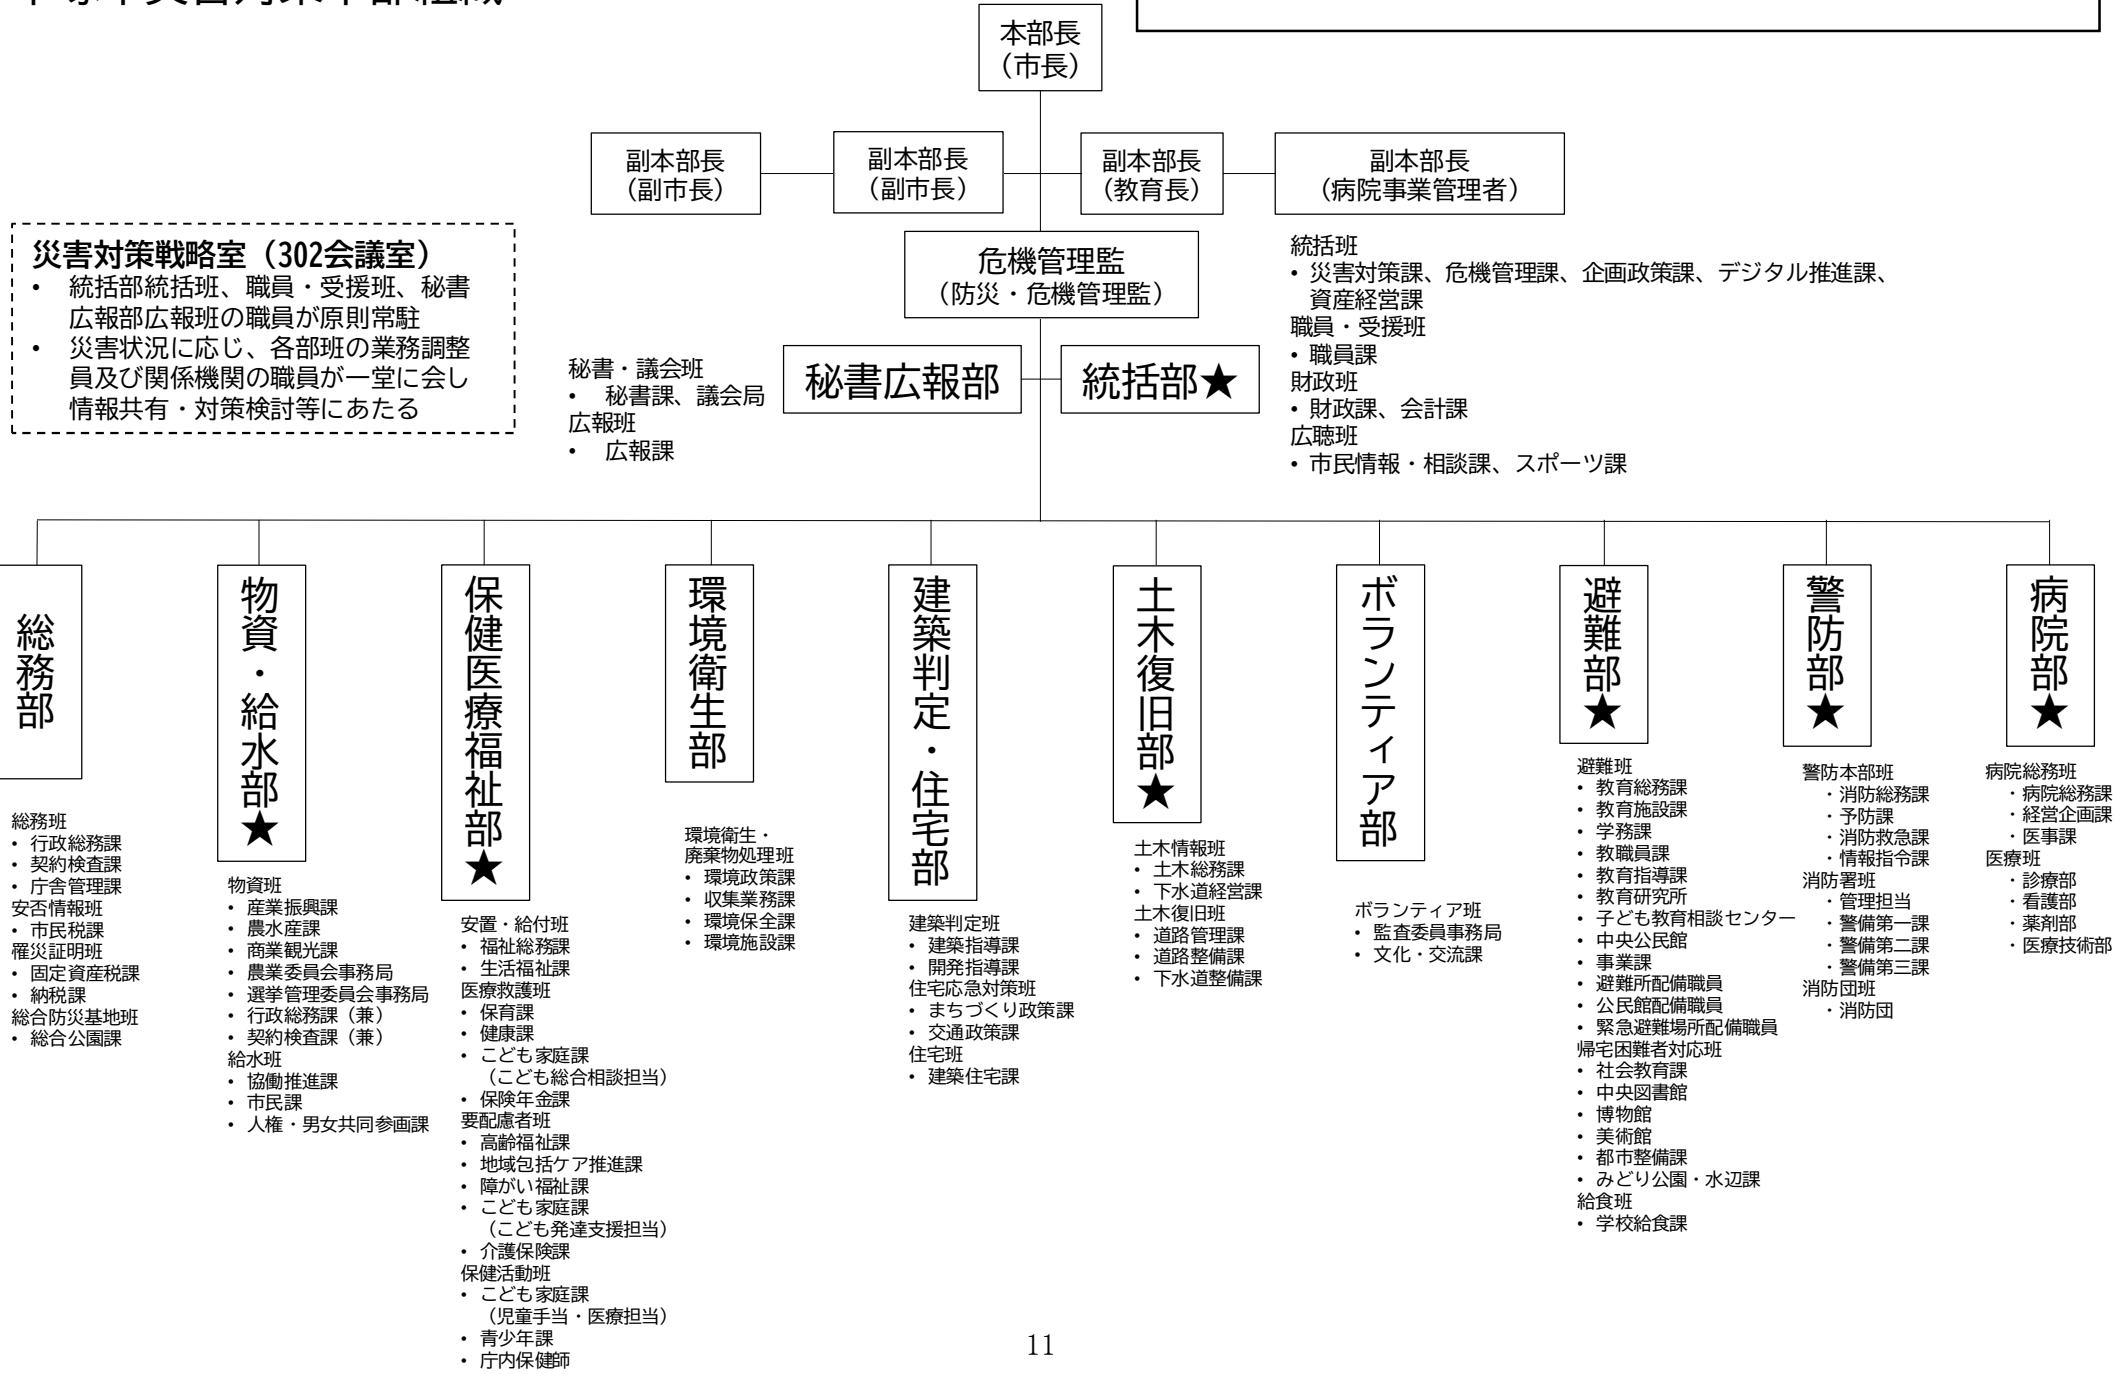 本部長
（市長）
副本部長
（副市長）
副本部長
（副市長）
副本部長
（教育長）
副本部長
（病院事業管理者）
災害対策戦略室（302会議室）
• 統括部統括班、職員・受援班、秘書
広報部広報班の職員が原則常駐
• 災害状況に応じ、各部班の業務調整
員及び関係機関の職員が一堂に会し
情報共有・対策検討等にあたる
危機管理監
（防災・危機管理監）
秘書・議会班
• 秘書課、議会局
広報班
• 広報課
秘書広報部
統括部★
統括班
• 災害対策課、危機管理課、企画政策課、デジタル推進課、
資産経営課
職員・受援班
• 職員課
財政班
• 財政課、会計課
広聴班
• 市民情報・相談課、スポーツ課
総務部
総務班
• 行政総務課
• 契約検査課
• 庁舎管理課
安否情報班
• 市民税課
罹災証明班
• 固定資産税課
• 納税課
総合防災基地班
• 総合公園課
物資・給水部★
物資班
• 産業振興課
• 農水産課
• 商業観光課
• 農業委員会事務局
• 選挙管理委員会事務局
• 行政総務課（兼）
• 契約検査課（兼）
給水班
• 協働推進課
• 市民課
• 人権・男女共同参画課
保健医療福祉部★
安置・給付班
• 福祉総務課
• 生活福祉課
医療救護班
• 保育課
• 健康課
• こども家庭課
（こども総合相談担当）
• 保険年金課
要配慮者班
• 高齢福祉課
• 地域包括ケア推進課
• 障がい福祉課
• こども家庭課
（こども発達支援担当）
• 介護保険課
保健活動班
• こども家庭課
（児童手当・医療担当）
• 青少年課
• 庁内保健師
環境衛生部
環境衛生・
廃棄物処理班
• 環境政策課
• 収集業務課
• 環境保全課
• 環境施設課
建築判定・住宅部
建築判定班
• 建築指導課
• 開発指導課
住宅応急対策班
• まちづくり政策課
• 交通政策課
住宅班
• 建築住宅課
土木復旧部★
土木情報班
• 土木総務課
• 下水道経営課
土木復旧班
• 道路管理課
• 道路整備課
• 下水道整備課
ボランティア部
ボランティア班
• 監査委員事務局
• 文化・交流課
避難部★
避難班
• 教育総務課
• 教育施設課
• 学務課
• 教職員課
• 教育指導課
• 教育研究所
• 子ども教育相談センター
• 中央公民館
• 事業課
• 避難所配備職員
• 公民館配備職員
• 緊急避難場所配備職員
帰宅困難者対応班
• 社会教育課
• 中央図書館
• 博物館
• 美術館
• 都市整備課
• みどり公園・水辺課
給食班
• 学校給食課
警防部★
警防本部班
・消防総務課
・予防課
・消防救急課
・情報指令課
消防署班
・管理担当
・警備第一課
・警備第二課
・警備第三課
消防団班
・消防団
病院部★
病院総務班
・病院総務課
・経営企画課
・医事課
医療班
・診療部
・看護部
・薬剤部
・医療技術部
11